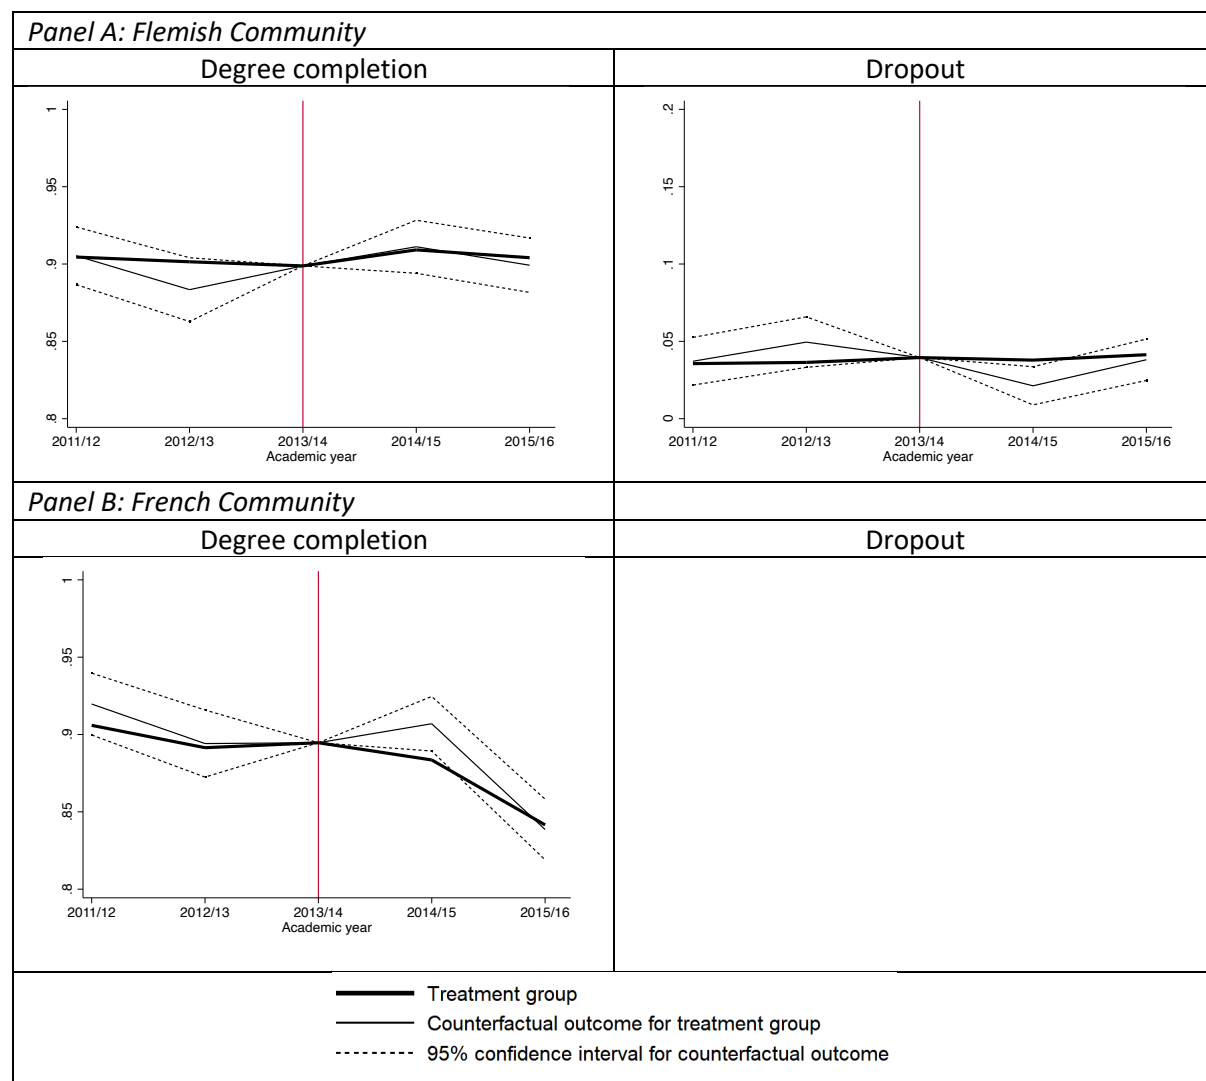 Panel A: Flemish Community
Degree completion
Dropout
1
.95
.9
.85
.8
2011/12 2012/13 2013/14 2014/15 2015/16
Academic year
.2
.15
.1
.05
0
2011/12 2012/13 2013/14 2014/15 2015/16
Academic year
Panel B: French Community
Degree completion
Dropout
1
.95
.9
.85
.8
2011/12 2012/13 2013/14 2014/15 2015/16
Academic year
Treatment group
Counterfactual outcome for treatment group
95% confidence interval for counterfactual outcome